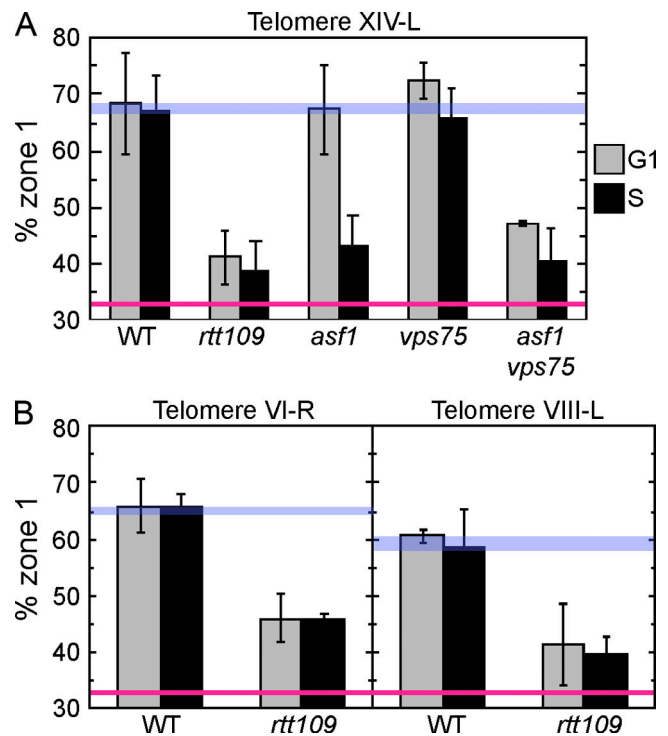 A
Telomere XIV-L
80
70
60
50
40
30
% zone 1
WT rtt109 asf1 vps75 asf1
vps75
G1
S
B
Telomere VI-R Telomere VIII-L
80
70
60
50
40
30
% zone 1
WT rtt109 WT rtt109